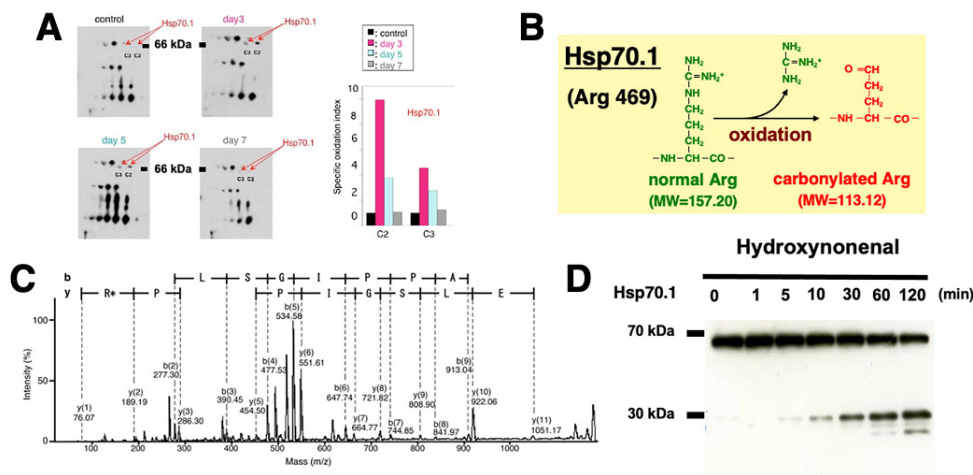 A
control
Hsp70.1
day3
Hsp70.1
66 kDa
C3 C2
C3 C2
day 5
Hsp70.1
day 7
Hsp70.1
66 kDa
C3 C2
C3 C2
: control
: day 3
: day 5
: day 7
Specific oxidation index
10
8
6
4
2
0
Hsp70.1
C2
C3
B
Hsp70.1
(Arg 469)
NH₂
C=NH₂⁺
NH
CH₂
CH₂
CH₂
–NH–CH–CO–
normal Arg
(MW=157.20)
NH₂
C=NH₂⁺
NH₂
oxidation
O=CH
CH₂
CH₂
–NH – CH – CO–
carbonylated Arg
(MW=113.12)
C
b
L S G I P P A
y
R* P P I G S L E
Intensity (%)
100
50
0
y(1)
76.07
y(2)
189.19
b(2)
277.30
y(3)
286.30
b(3)
390.45
y(5)
454.50
b(4)
477.53
b(5)
534.58
y(6)
551.61
b(6)
647.74
y(7)
664.77
y(8)
721.82
b(7)
744.85
y(9)
808.90
b(8)
841.97
b(9)
913.04
y(10)
922.06
y(11)
1051.17
100 200 300 400 500 600 700 800 900 1000
Mass (m/z)
D
Hydroxynonenal
Hsp70.1 0 1 5 10 30 60 120 (min)
70 kDa
30 kDa